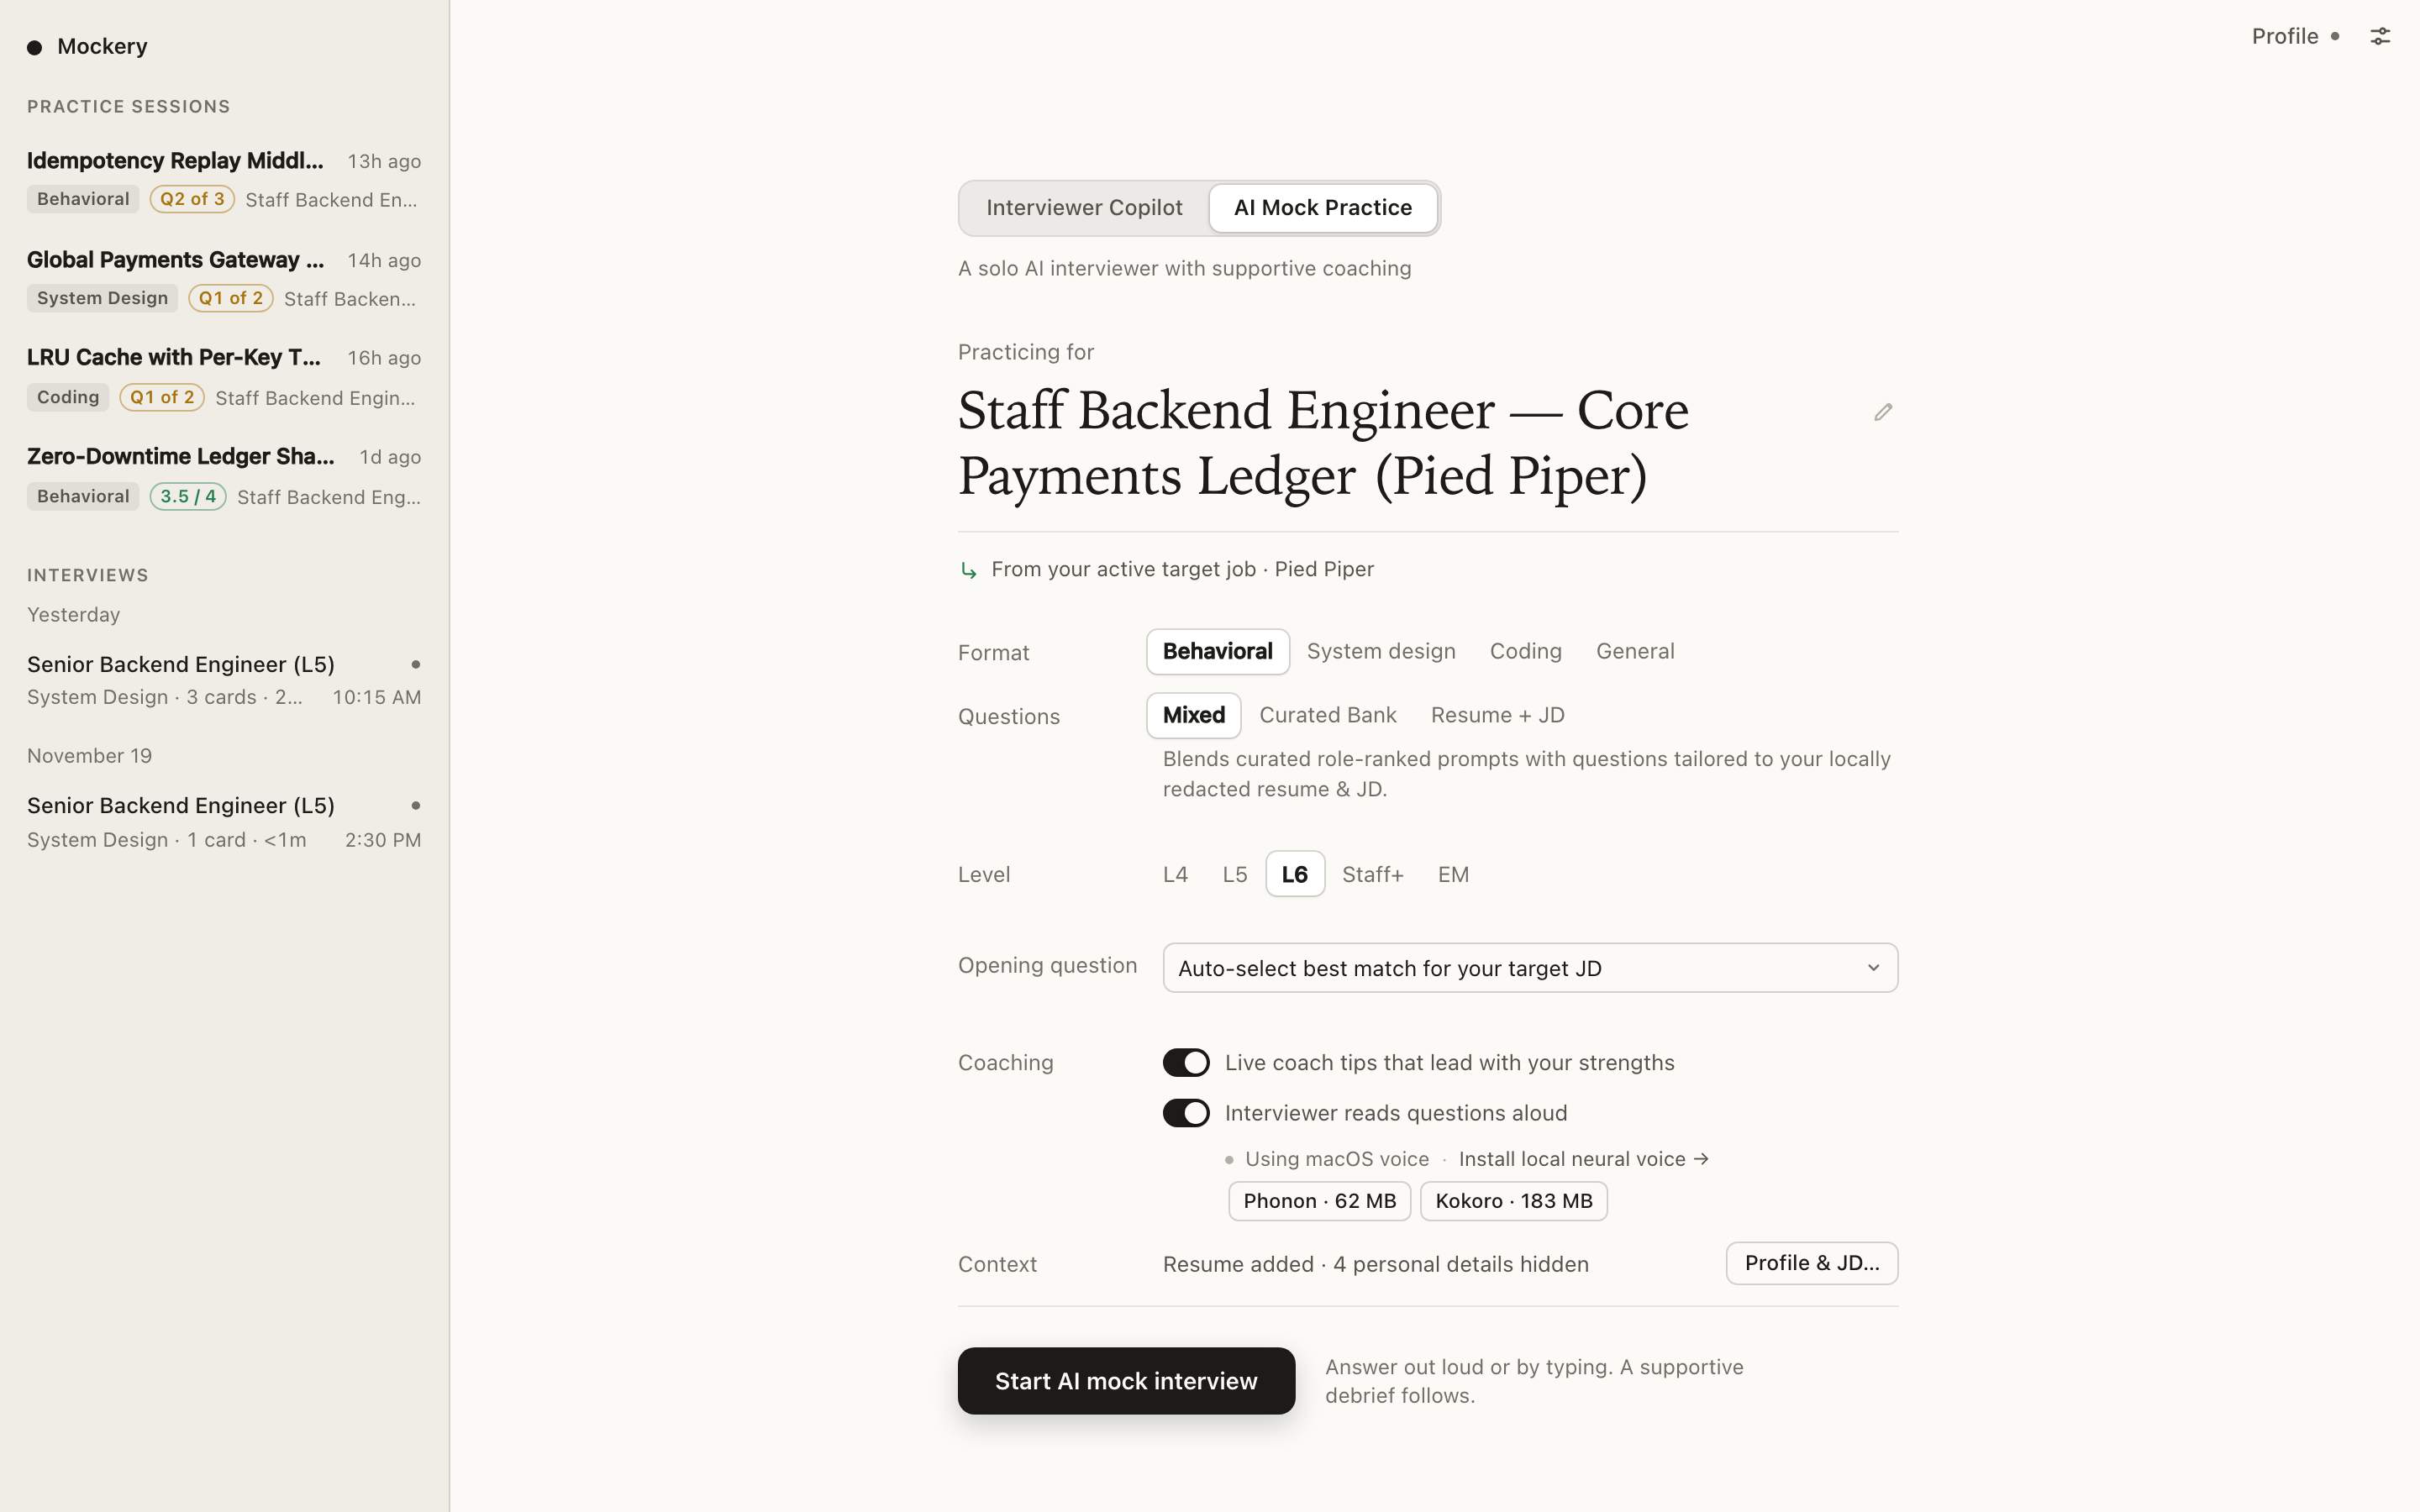 Mockery
PRACTICE SESSIONS
Idempotency Replay Middl... 13h ago
Behavioral Q2 of 3 Staff Backend En...
Global Payments Gateway ... 14h ago
System Design Q1 of 2 Staff Backen...
LRU Cache with Per-Key T... 16h ago
Coding Q1 of 2 Staff Backend Engin...
Zero-Downtime Ledger Sha... 1d ago
Behavioral 3.5 / 4 Staff Backend Eng...
INTERVIEWS
Yesterday
Senior Backend Engineer (L5)
System Design · 3 cards · 2... 10:15 AM
November 19
Senior Backend Engineer (L5)
System Design · 1 card · <1m 2:30 PM
Profile
Interviewer Copilot AI Mock Practice
A solo AI interviewer with supportive coaching
Practicing for
Staff Backend Engineer — Core
Payments Ledger (Pied Piper)
From your active target job · Pied Piper
Format Behavioral System design Coding General
Questions Mixed Curated Bank Resume + JD
Blends curated role-ranked prompts with questions tailored to your locally
redacted resume & JD.
Level L4 L5 L6 Staff+ EM
Opening question Auto-select best match for your target JD
Coaching Live coach tips that lead with your strengths
Interviewer reads questions aloud
Using macOS voice · Install local neural voice →
Phonon · 62 MB Kokoro · 183 MB
Context Resume added · 4 personal details hidden Profile & JD...
Start AI mock interview
Answer out loud or by typing. A supportive
debrief follows.